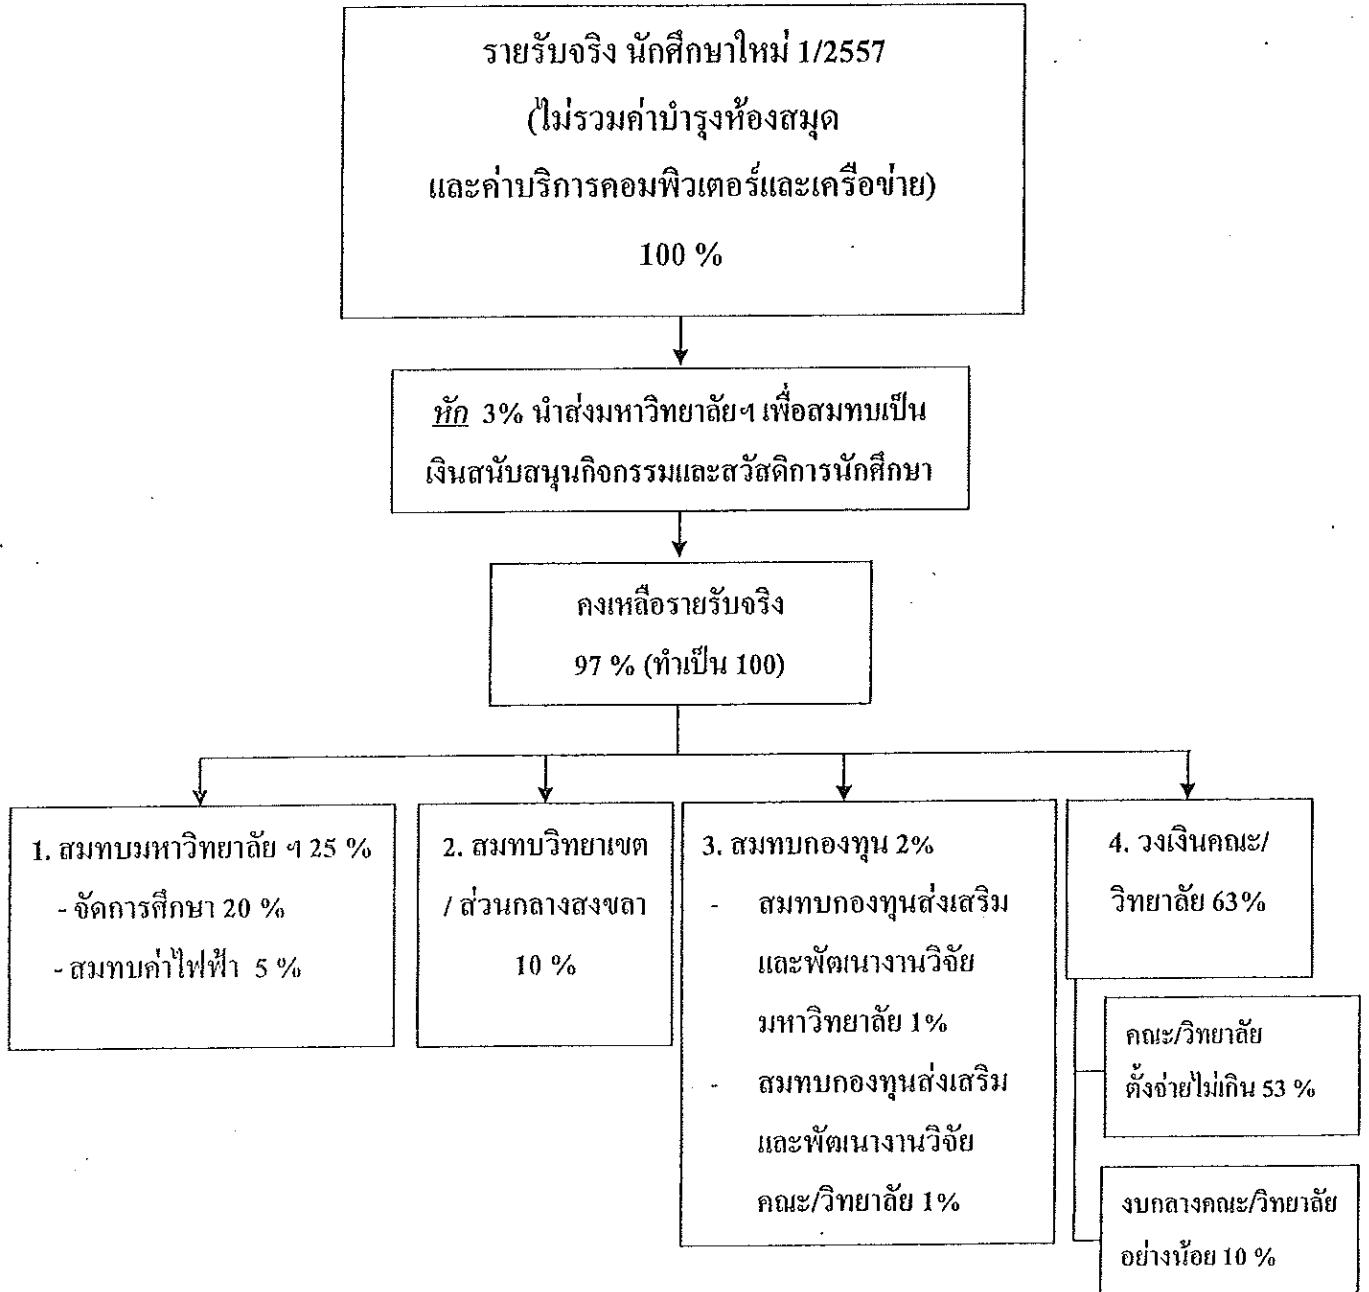 รายรับจริง นักศึกษาใหม่ 1/2557
(ไม่รวมค่าบำรุงห้องสมุด
และค่าบริการคอมพิวเตอร์และเครือข่าย)
100 %
หัก 3% นำส่งมหาวิทยาลัยฯ เพื่อสมทบเป็น
เงินสนับสนุนกิจกรรมและสวัสดิการนักศึกษา
คงเหลือรายรับจริง
97 % (ทำเป็น 100)
1. สมทบมหาวิทยาลัย ฯ 25 %
- จัดการศึกษา 20 %
- สมทบค่าไฟฟ้า 5 %
2. สมทบวิทยาเขต
/ ส่วนกลางสงขลา
10 %
3. สมทบกองทุน 2%
- สมทบกองทุนส่งเสริม
และพัฒนางานวิจัย
มหาวิทยาลัย 1%
- สมทบกองทุนส่งเสริม
และพัฒนางานวิจัย
คณะ/วิทยาลัย 1%
4. วงเงินคณะ/
วิทยาลัย 63%
คณะ/วิทยาลัย
ตั้งจ่ายไม่เกิน 53 %
งบกลางคณะ/วิทยาลัย
อย่างน้อย 10 %